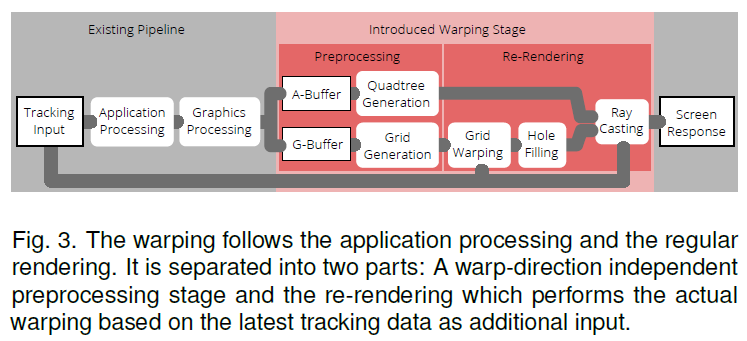 Existing Pipeline
Introduced Warping Stage
Preprocessing
Re-Rendering
Tracking
Input
Application
Processing
Graphics
Processing
A-Buffer
Quadtree
Generation
G-Buffer
Grid
Generation
Grid
Warping
Hole
Filling
Ray
Casting
Screen
Response
Fig. 3. The warping follows the application processing and the regular
rendering. It is separated into two parts: A warp-direction independent
preprocessing stage and the re-rendering which performs the actual
warping based on the latest tracking data as additional input.